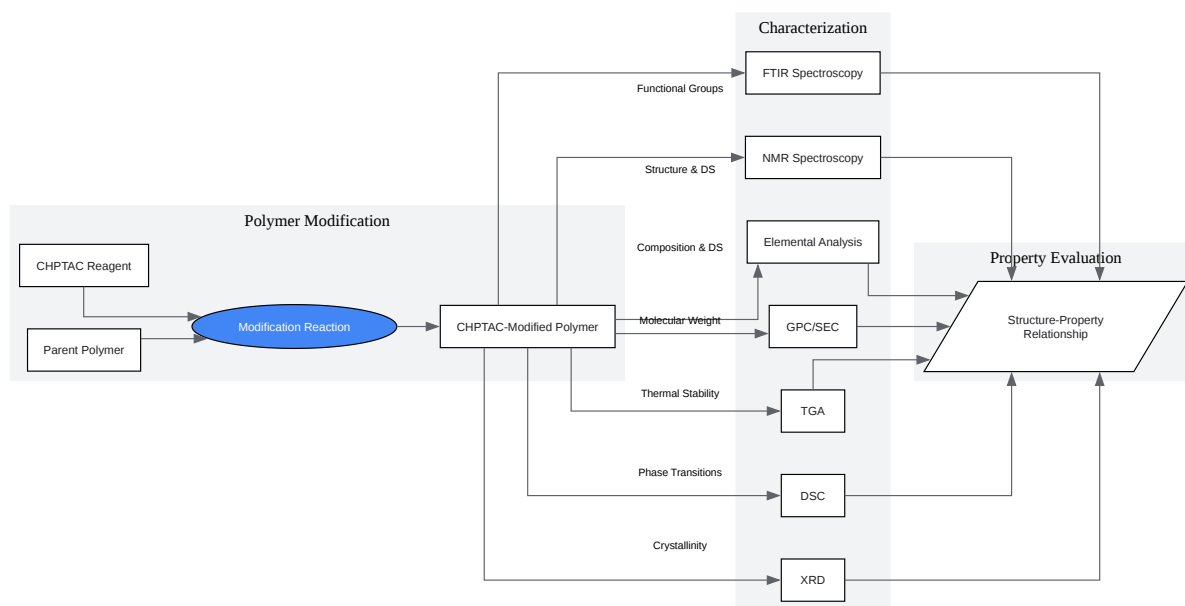 Characterization
FTIR Spectroscopy
Functional Groups
NMR Spectroscopy
Structure & DS
Polymer Modification
CHPTAC Reagent
Composition & DS
Elemental Analysis
Property Evaluation
Modification Reaction
Parent Polymer
CHPTAC-Modified Polymer
Molecular Weight
GPC/SEC
Structure-Property
Relationship
Thermal Stability
TGA
Phase Transitions
DSC
Crystallinity
XRD